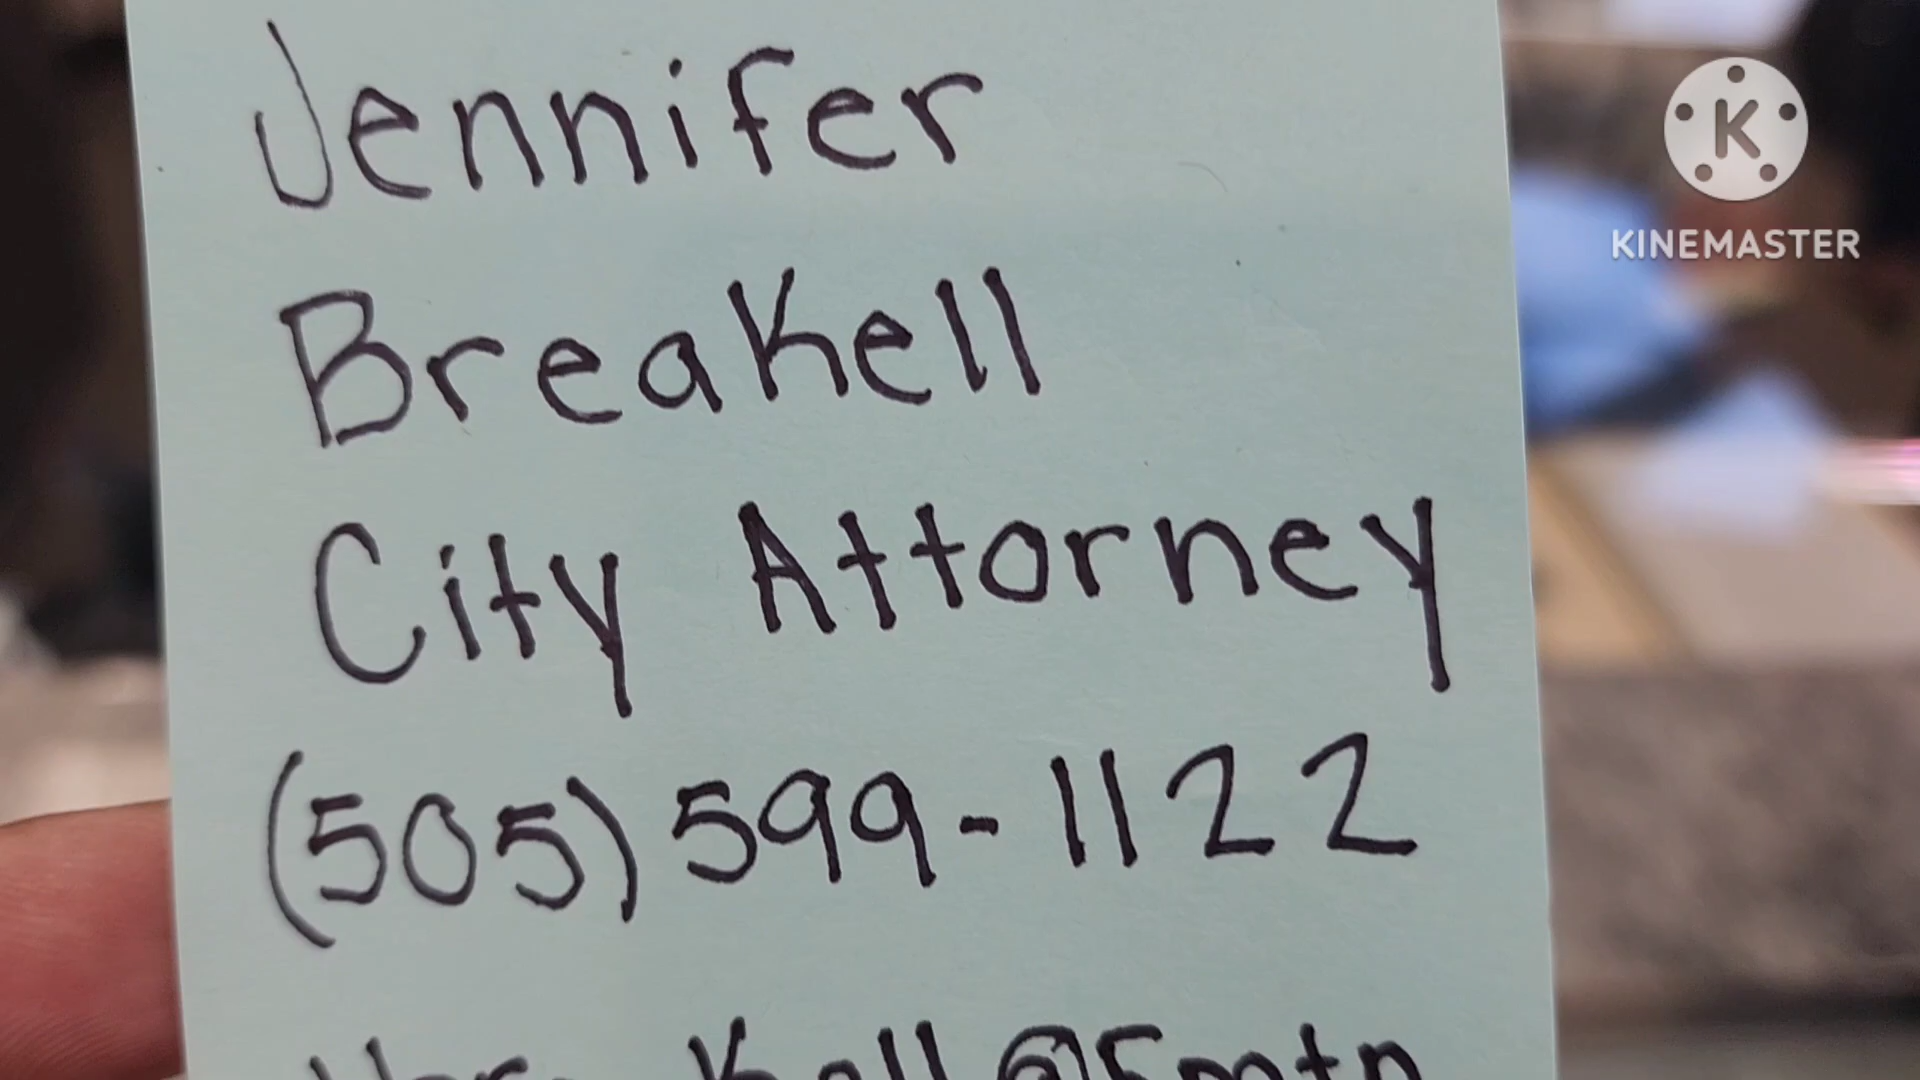 Jennifer
Breakell
City Attorney
(505) 599-1122
KINEMASTER